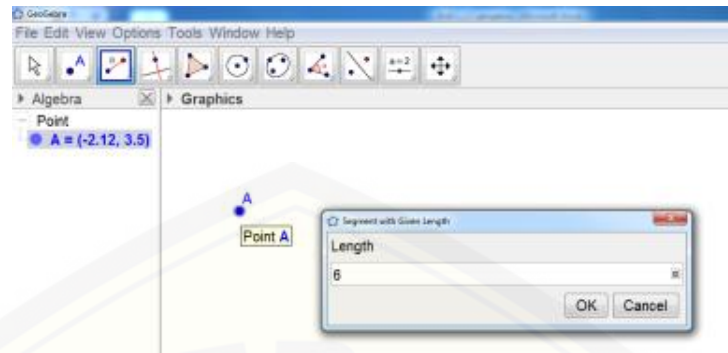 GeoGebra
File Edit View Options Tools Window Help
A
a=2
Algebra
Graphics
Point
A = (-2.12, 3.5)
A
Point A
Segment with Given Length
Length
6
OK Cancel